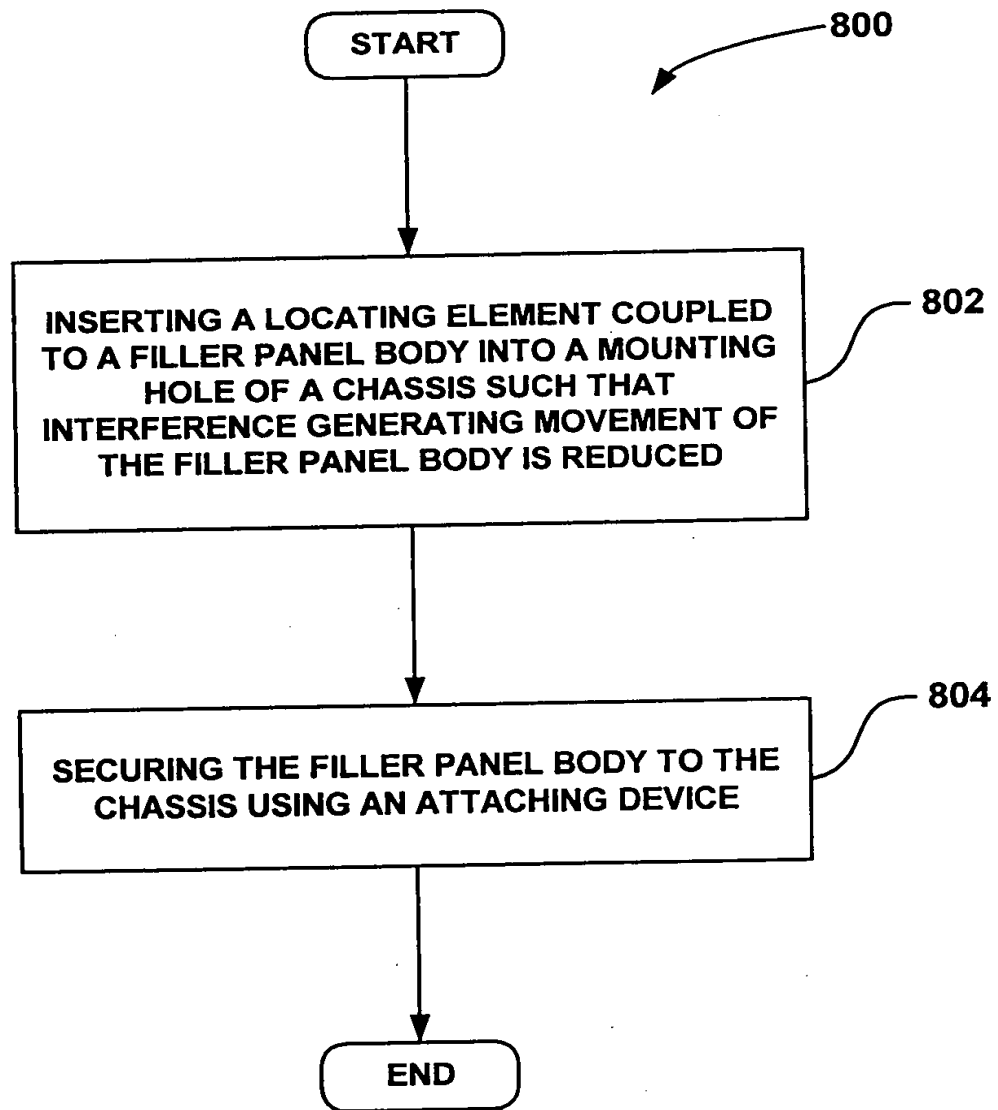 START
800
INSERTING A LOCATING ELEMENT COUPLED
TO A FILLER PANEL BODY INTO A MOUNTING
HOLE OF A CHASSIS SUCH THAT
INTERFERENCE GENERATING MOVEMENT OF
THE FILLER PANEL BODY IS REDUCED
802
SECURING THE FILLER PANEL BODY TO THE
CHASSIS USING AN ATTACHING DEVICE
804
END